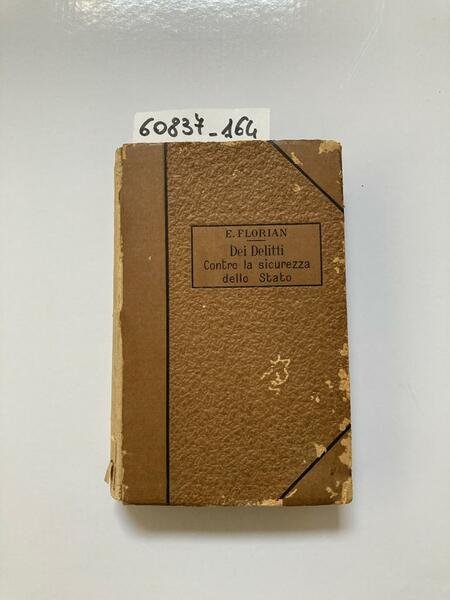 60837_164
E. FLORIAN
Dei Delitti
Contro la sicurezza
dello Stato